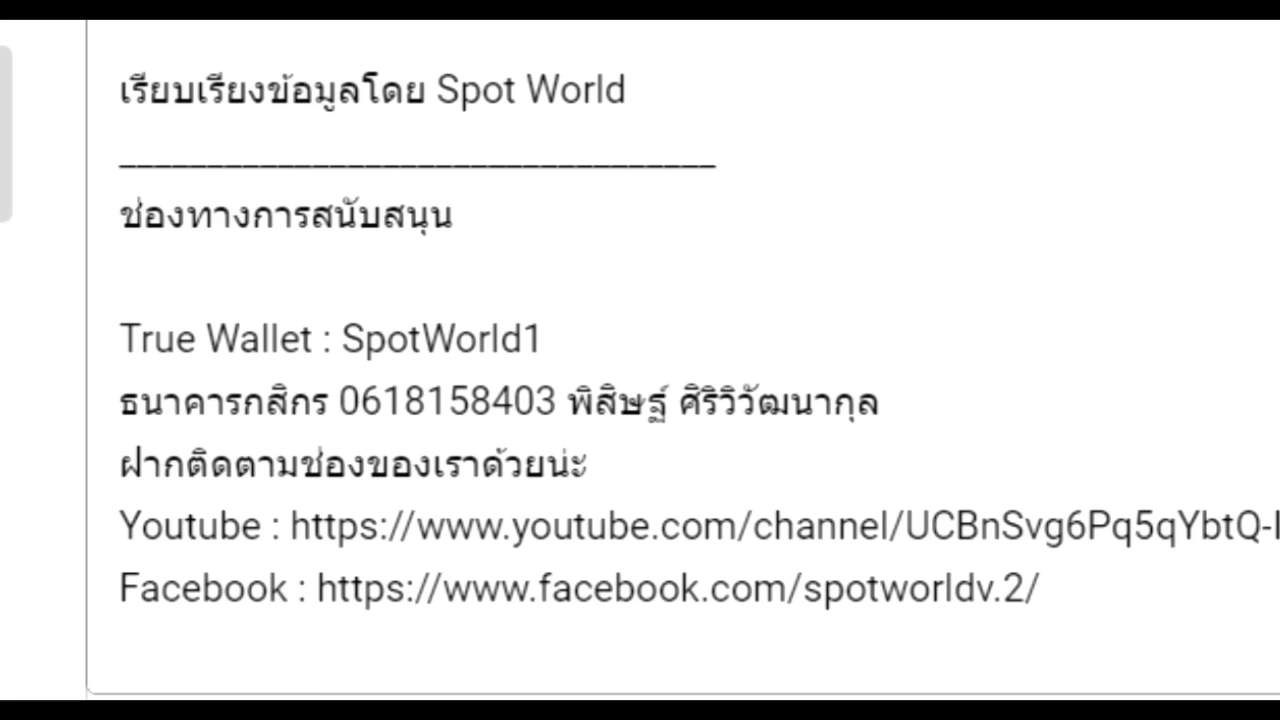 เรียบเรียงข้อมูลโดย Spot World
__________________________________
ช่องทางการสนับสนุน
True Wallet : SpotWorld1
ธนาคารกสิกร 0618158403 พิสิษฐ์ ศิริวิวัฒนากุล
ฝากติดตามช่องของเราด้วยน่ะ
Youtube : https://www.youtube.com/channel/UCBnSvg6Pq5qYbtQ-
Facebook : https://www.facebook.com/spotworldv.2/